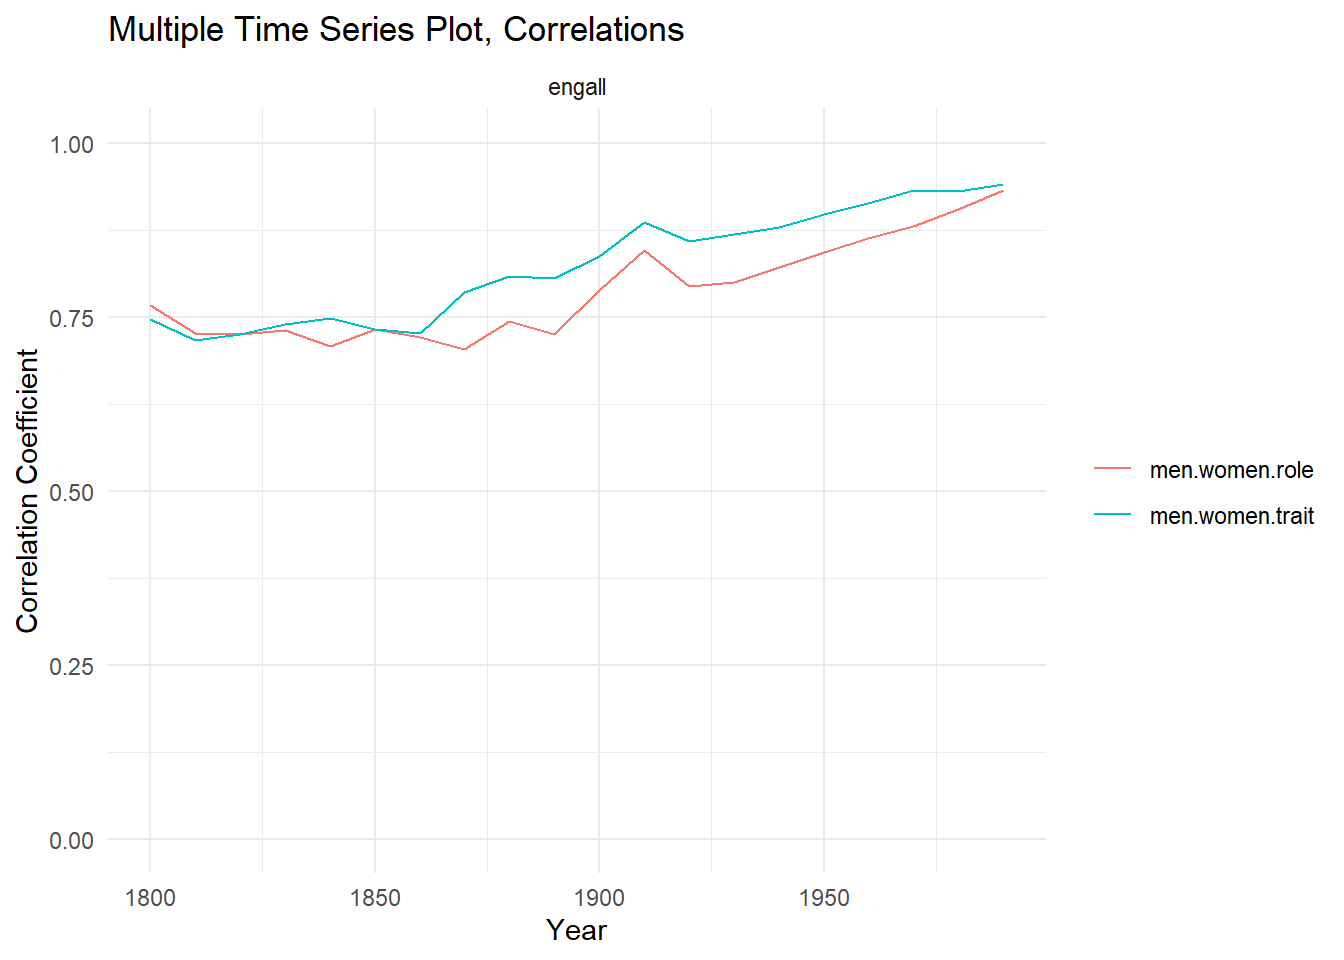 Multiple Time Series Plot, Correlations
engall
1.00
0.75
0.50
0.25
0.00
Correlation Coefficient
1800
1850
1900
1950
Year
men.women.role
men.women.trait